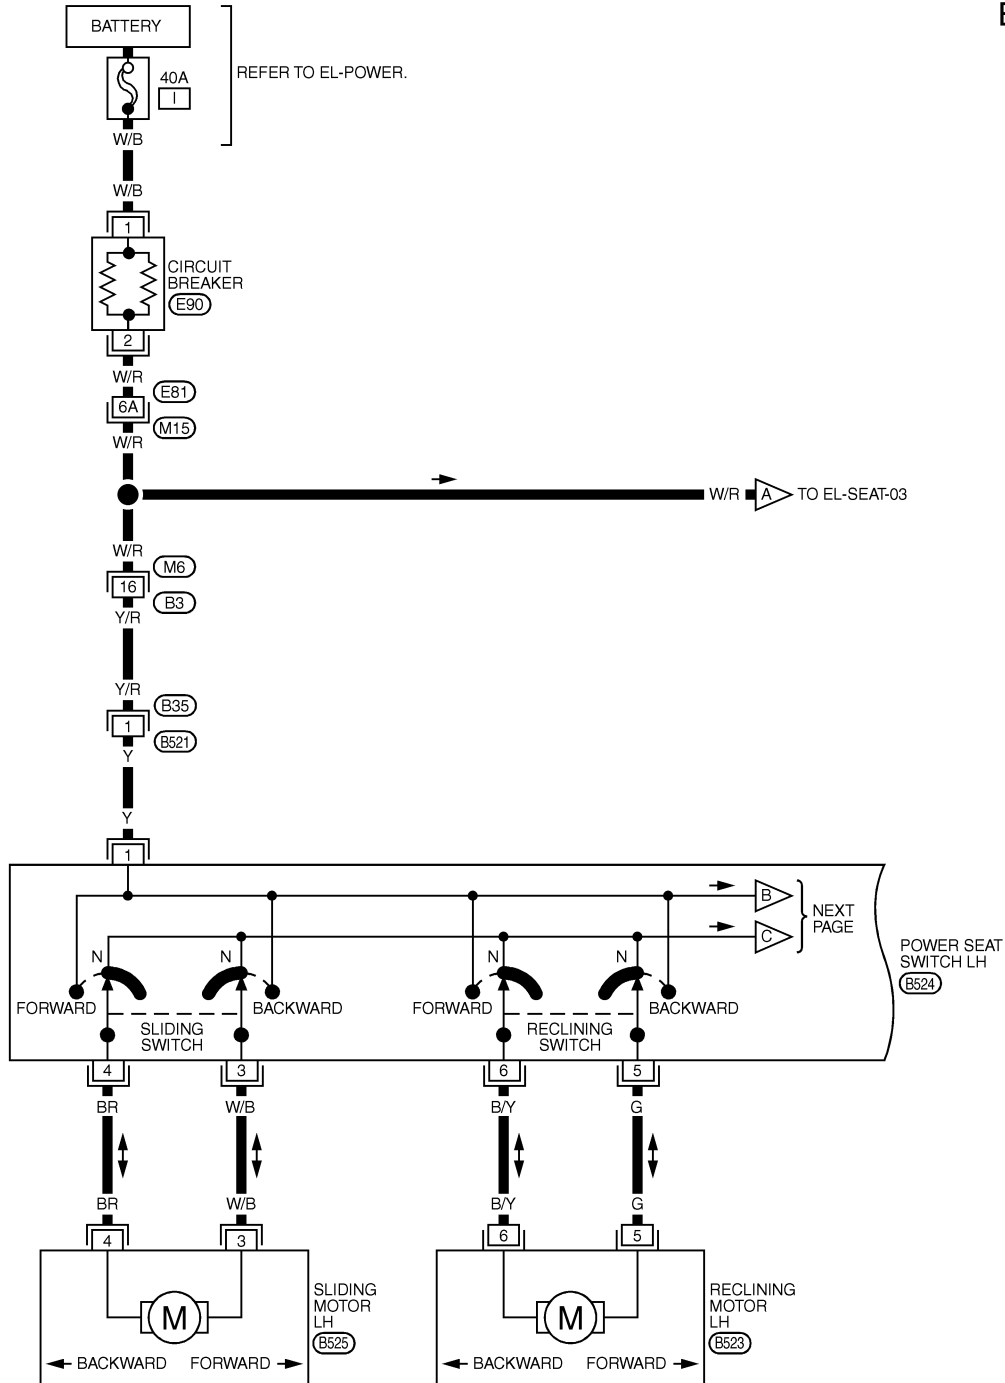 E
BATTERY
40A
I
REFER TO EL-POWER.
W/B
W/B
1
CIRCUIT
BREAKER
E90
2
W/R
E81
6A
M15
W/R
W/R A TO EL-SEAT-03
W/R
M6
16
B3
Y/R
Y/R
B35
1
B521
Y
Y
1
B
C
NEXT
PAGE
POWER SEAT
SWITCH LH
B524
N N N N
FORWARD BACKWARD FORWARD BACKWARD
SLIDING
SWITCH
RECLINING
SWITCH
4 3 6 5
BR W/B B/Y G
BR W/B B/Y G
4 3 6 5
M
SLIDING
MOTOR
LH
B525
M
RECLINING
MOTOR
LH
B523
BACKWARD FORWARD BACKWARD FORWARD